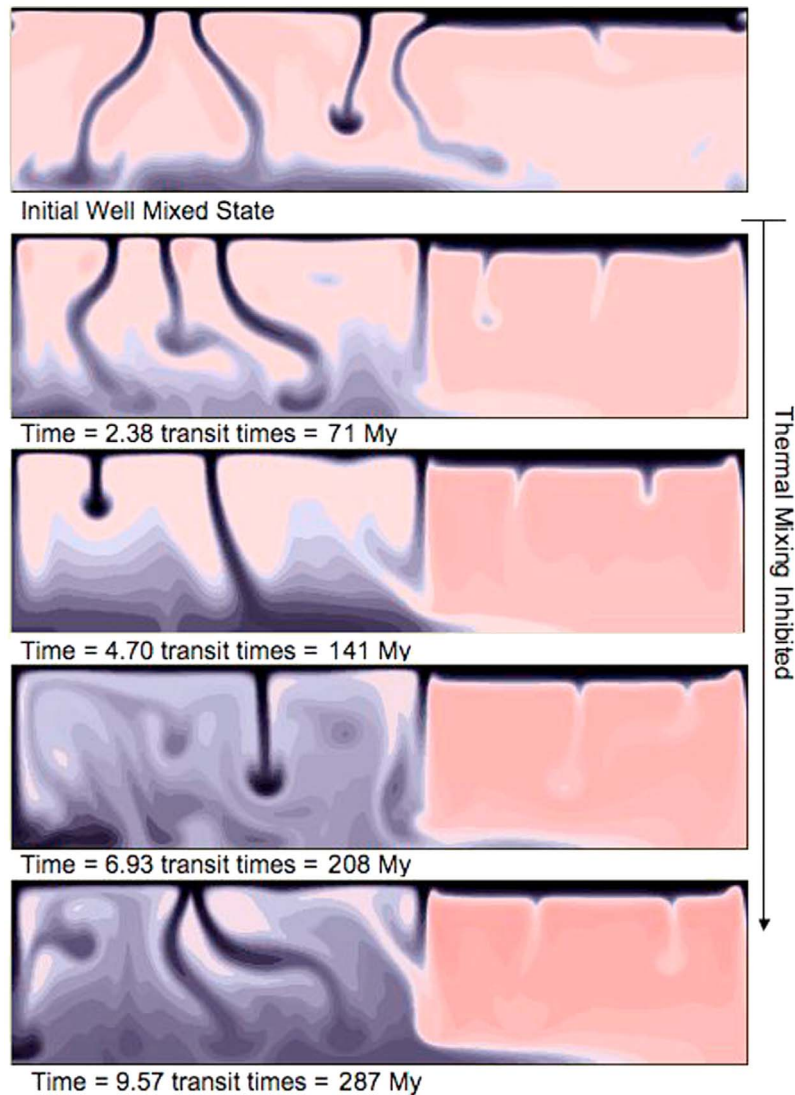 Initial Well Mixed State
Time = 2.38 transit times = 71 My
Time = 4.70 transit times = 141 My
Time = 6.93 transit times = 208 My
Time = 9.57 transit times = 287 My
Thermal Mixing Inhibited